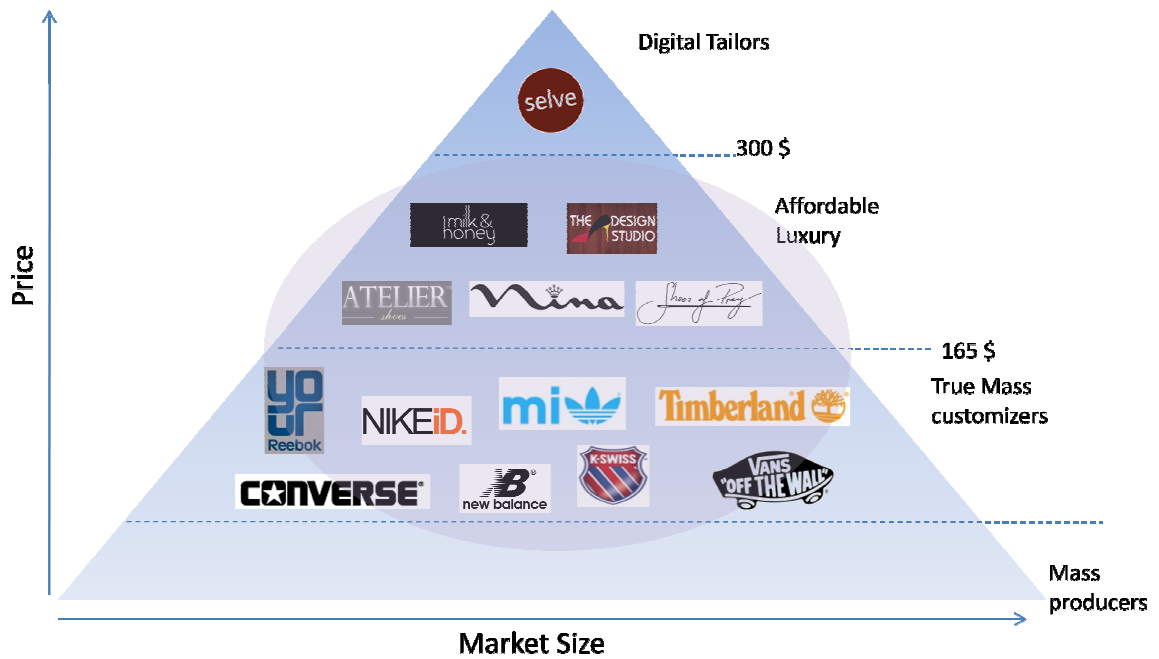 Digital Tailors
selve
300 $
Affordable
Luxury
milk &
honey
THE DESIGN
STUDIO
ATELIER
shoes
Nina
Shoes of Prey
Price
165 $
True Mass
customizers
yo
ur
Reebok
NIKEiD.
mi
Timberland®
CONVERSE®
new balance
K•SWISS
VANS
"OFF THE WALL"
Mass
producers
Market Size